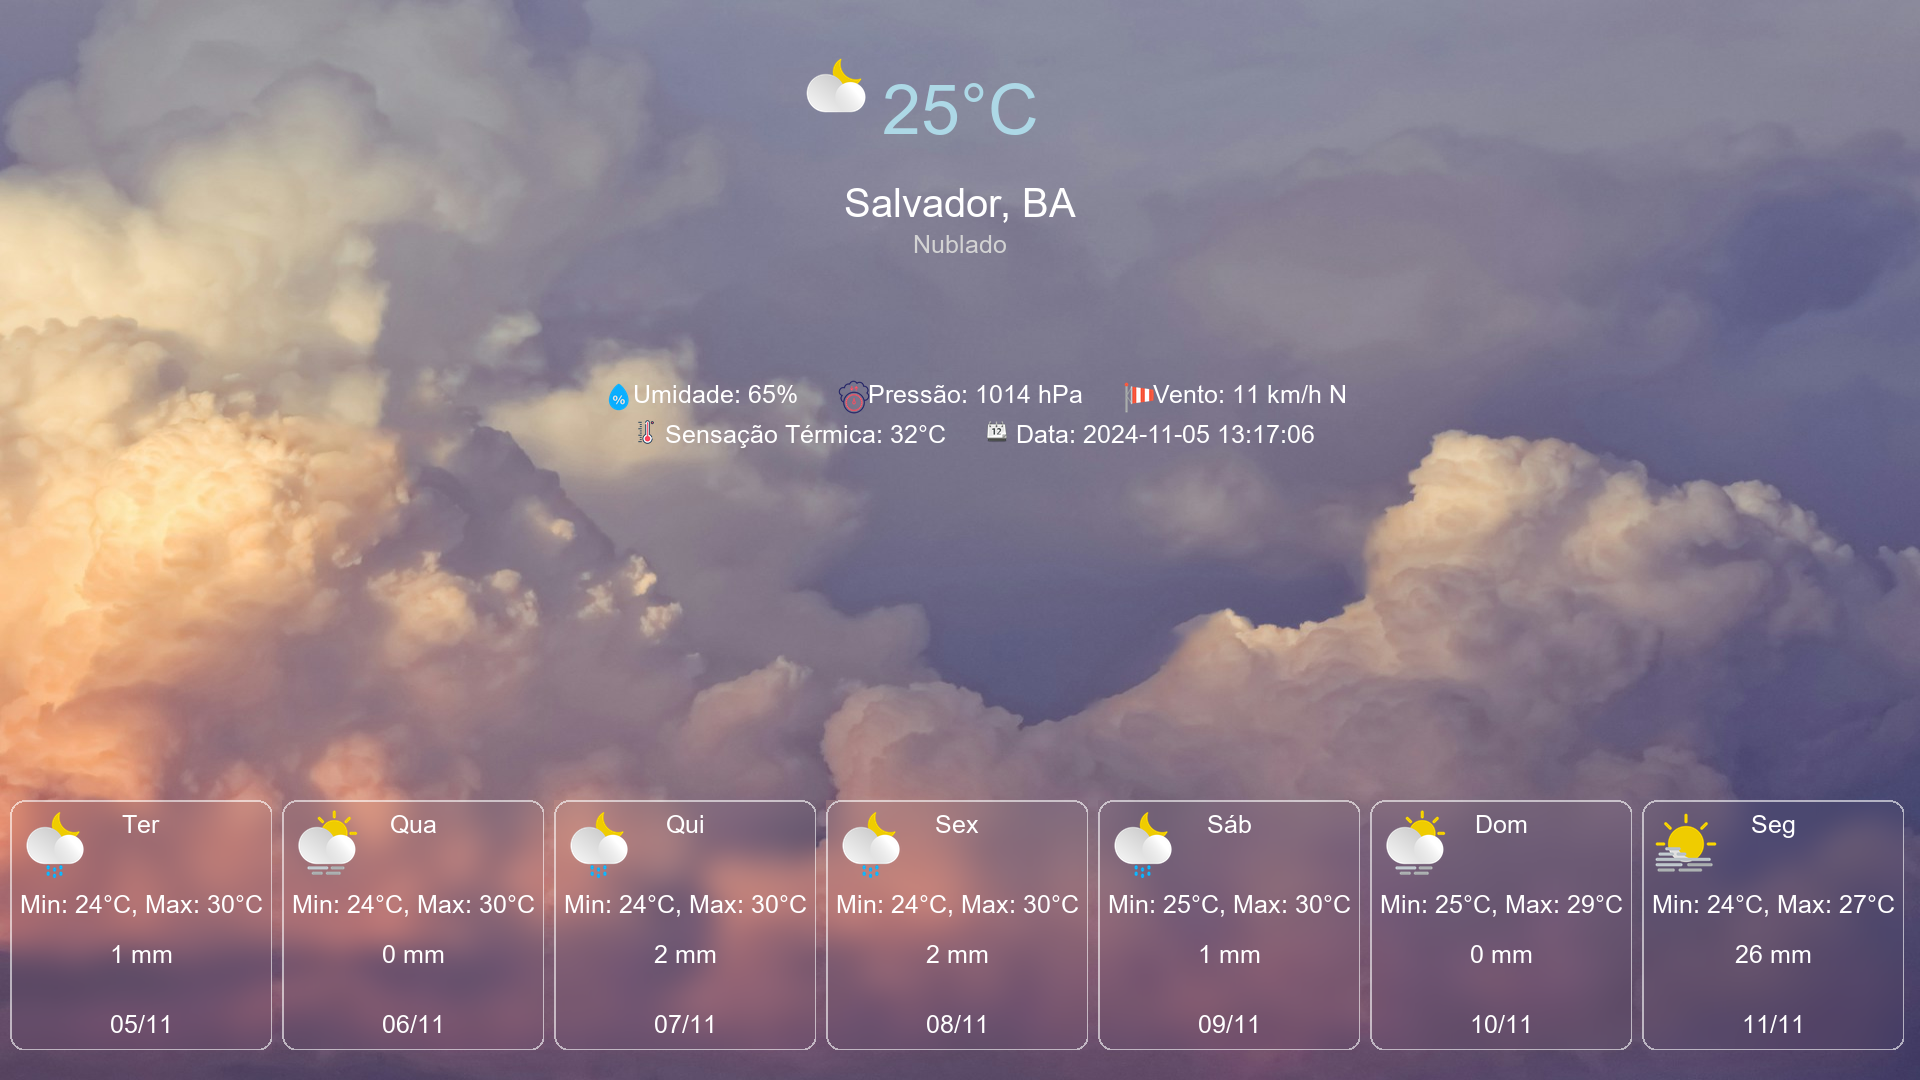 25°C
Salvador, BA
Nublado
Umidade: 65% Pressão: 1014 hPa Vento: 11 km/h N
Sensação Térmica: 32°C 12 Data: 2024-11-05 13:17:06
Ter
Min: 24°C, Max: 30°C
1 mm
05/11
Qua
Min: 24°C, Max: 30°C
0 mm
06/11
Qui
Min: 24°C, Max: 30°C
2 mm
07/11
Sex
Min: 24°C, Max: 30°C
2 mm
08/11
Sáb
Min: 25°C, Max: 30°C
1 mm
09/11
Dom
Min: 25°C, Max: 29°C
0 mm
10/11
Seg
Min: 24°C, Max: 27°C
26 mm
11/11